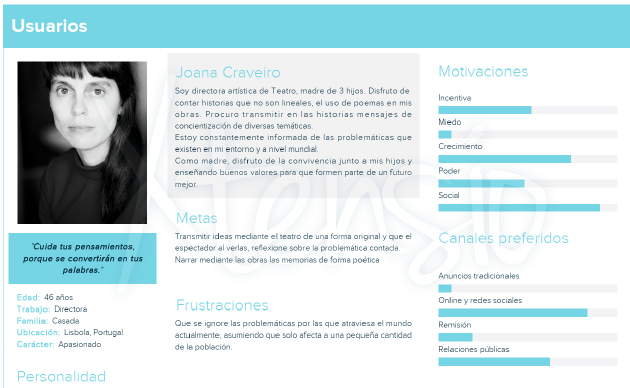 Usuarios
"Cuida tus pensamientos,
porque se convertirán en tus
palabras."
Edad: 46 años
Trabajo: Directora
Familia: Casada
Ubicación: Lisbola, Portugal
Carácter: Apasionado
Personalidad
Joana Craveiro
Soy directora artística de Teatro, madre de 3 hijos. Disfruto de
contar historias que no son lineales, el uso de poemas en mis
obras. Procuro transmitir en las historias mensajes de
concientización de diversas temáticas.
Estoy constantemente informada de las problemáticas que
existen en mi entorno y a nivel mundial.
Como madre, disfruto de la convivencia junto a mis hijos y
enseñando buenos valores para que formen parte de un futuro
mejor.
Metas
Transmitir ideas mediante el teatro de una forma original y que el
espectador al verlas, reflexione sobre la problemática contada.
Narrar mediante las obras las memorias de forma poética
Frustraciones
Que se ignore las problemáticas por las que atraviesa el mundo
actualmente, asumiendo que solo afecta a una pequeña cantidad
de la población.
Motivaciones
Incentiva
Miedo
Crecimiento
Poder
Social
Canales preferidos
Anuncios tradicionales
Online y redes sociales
Remisión
Relaciones públicas